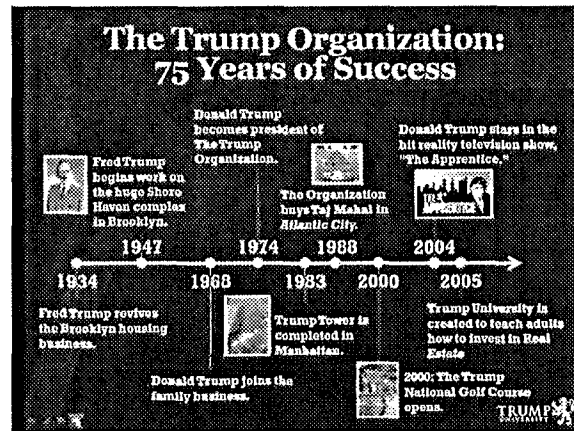 The Trump Organization:
75 Years of Success
Donald Trump
becomes president of
The Trump
Organization.
Donald Trump stars in the
hit reality television show,
"The Apprentice."
Fred Trump
begins work on
the huge Shore
Haven complex
in Brooklyn.
The Organization
buys Taj Mahal in
Atlantic City.
THE
APPRENTICE
1947
1974
1988
2004
1934
1968
1983
2000
2005
Fred Trump revives
the Brooklyn housing
business.
Trump Tower is
completed in
Manhattan.
Trump University is
created to teach adults
how to invest in Real
Estate
Donald Trump joins the
family business.
2000: The Trump
National Golf Course
opens.
TRUMP
UNIVERSITY